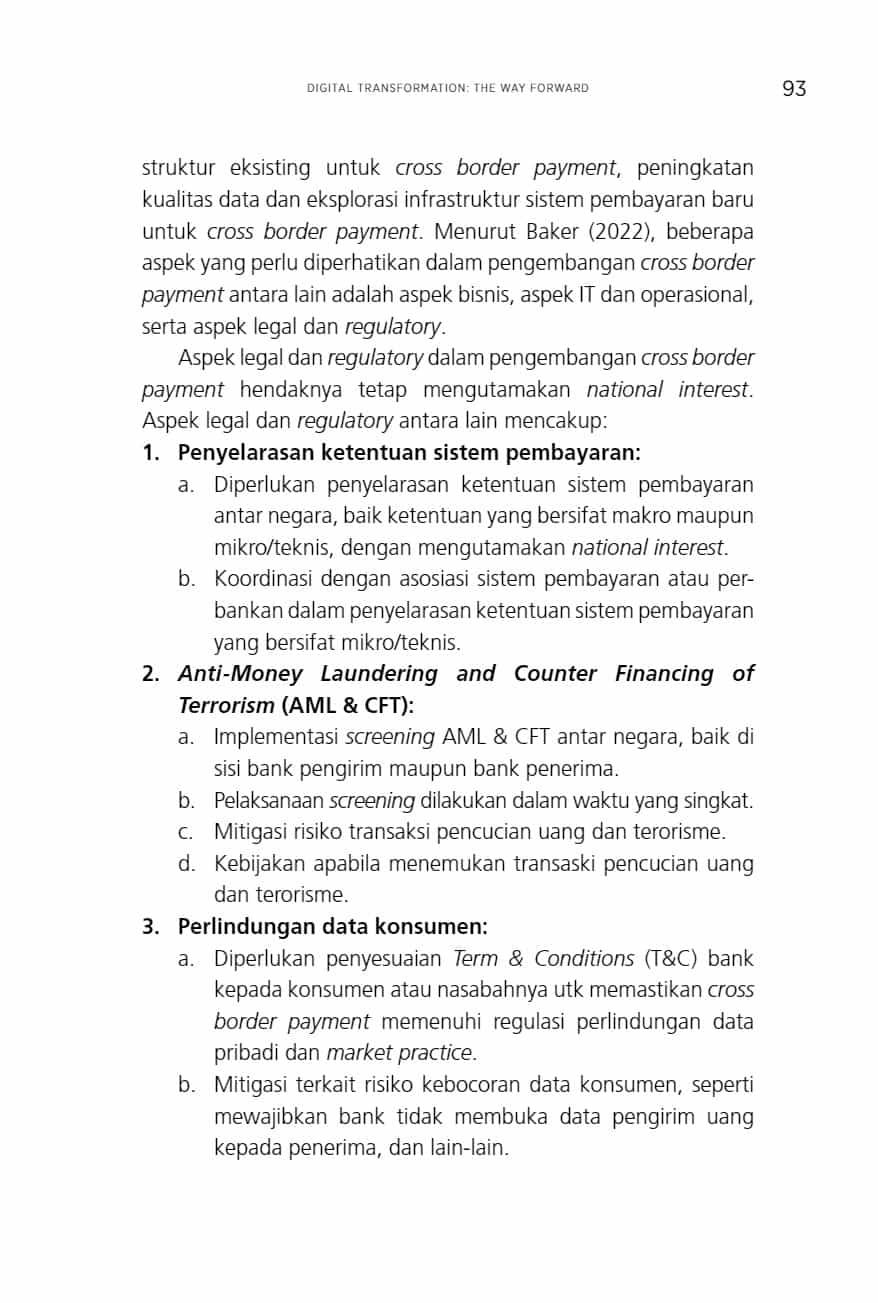 DIGITAL TRANSFORMATION: THE WAY FORWARD 93
struktur eksisting untuk cross border payment, peningkatan
kualitas data dan eksplorasi infrastruktur sistem pembayaran baru
untuk cross border payment. Menurut Baker (2022), beberapa
aspek yang perlu diperhatikan dalam pengembangan cross border
payment antara lain adalah aspek bisnis, aspek IT dan operasional,
serta aspek legal dan regulatory.
Aspek legal dan regulatory dalam pengembangan cross border
payment hendaknya tetap mengutamakan national interest.
Aspek legal dan regulatory antara lain mencakup:
1. Penyelarasan ketentuan sistem pembayaran:
a. Diperlukan penyelarasan ketentuan sistem pembayaran
antar negara, baik ketentuan yang bersifat makro maupun
mikro/teknis, dengan mengutamakan national interest.
b. Koordinasi dengan asosiasi sistem pembayaran atau per-
bankan dalam penyelarasan ketentuan sistem pembayaran
yang bersifat mikro/teknis.
2. Anti-Money Laundering and Counter Financing of
Terrorism (AML & CFT):
a. Implementasi screening AML & CFT antar negara, baik di
sisi bank pengirim maupun bank penerima.
b. Pelaksanaan screening dilakukan dalam waktu yang singkat.
c. Mitigasi risiko transaksi pencucian uang dan terorisme.
d. Kebijakan apabila menemukan transaski pencucian uang
dan terorisme.
3. Perlindungan data konsumen:
a. Diperlukan penyesuaian Term & Conditions (T&C) bank
kepada konsumen atau nasabahnya utk memastikan cross
border payment memenuhi regulasi perlindungan data
pribadi dan market practice.
b. Mitigasi terkait risiko kebocoran data konsumen, seperti
mewajibkan bank tidak membuka data pengirim uang
kepada penerima, dan lain-lain.